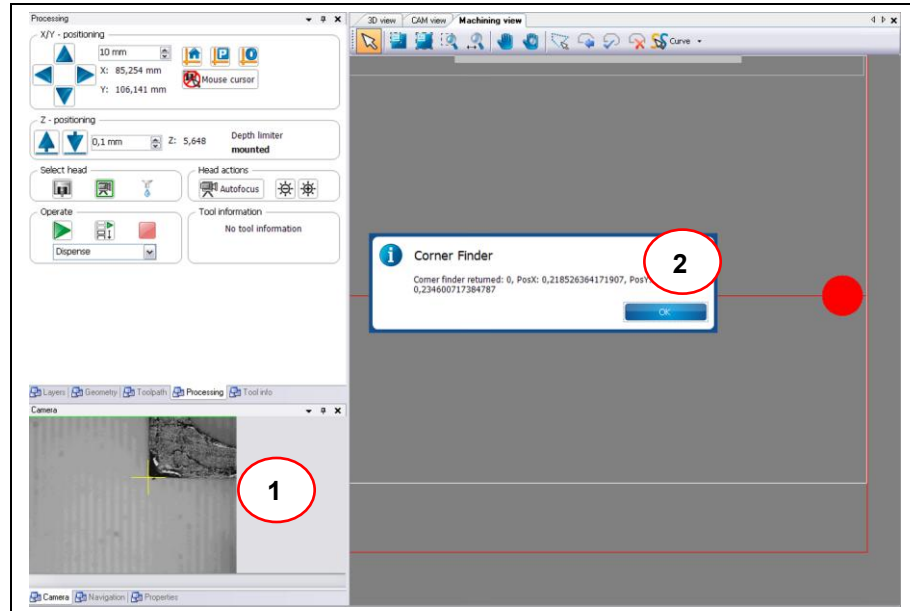 Processing
X/Y - positioning
10 mm
X: 85,254 mm
Y: 106,141 mm
Mouse cursor
Z - positioning
0,1 mm
Z: 5,648
Depth limiter
mounted
Select head
Head actions
Autofocus
Operate
Dispense
Tool information
No tool information
Layers
Geometry
Toolpath
Processing
Tool info
Camera
1
Camera
Navigation
Properties
3D view
CAM view
Machining view
Curve
Corner Finder
Corner finder returned: 0, PosX: 0,218526364171907, PosY:
0,234600717384787
OK
2